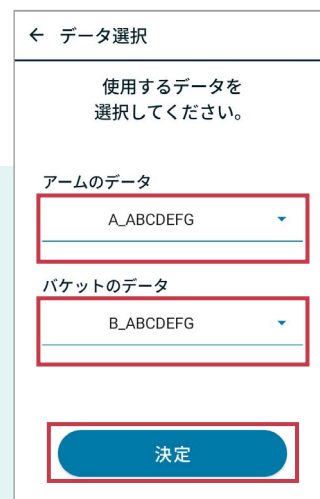 ← データ選択
使用するデータを
選択してください。
アームのデータ
A_ABCDEFG
バケットのデータ
B_ABCDEFG
決定